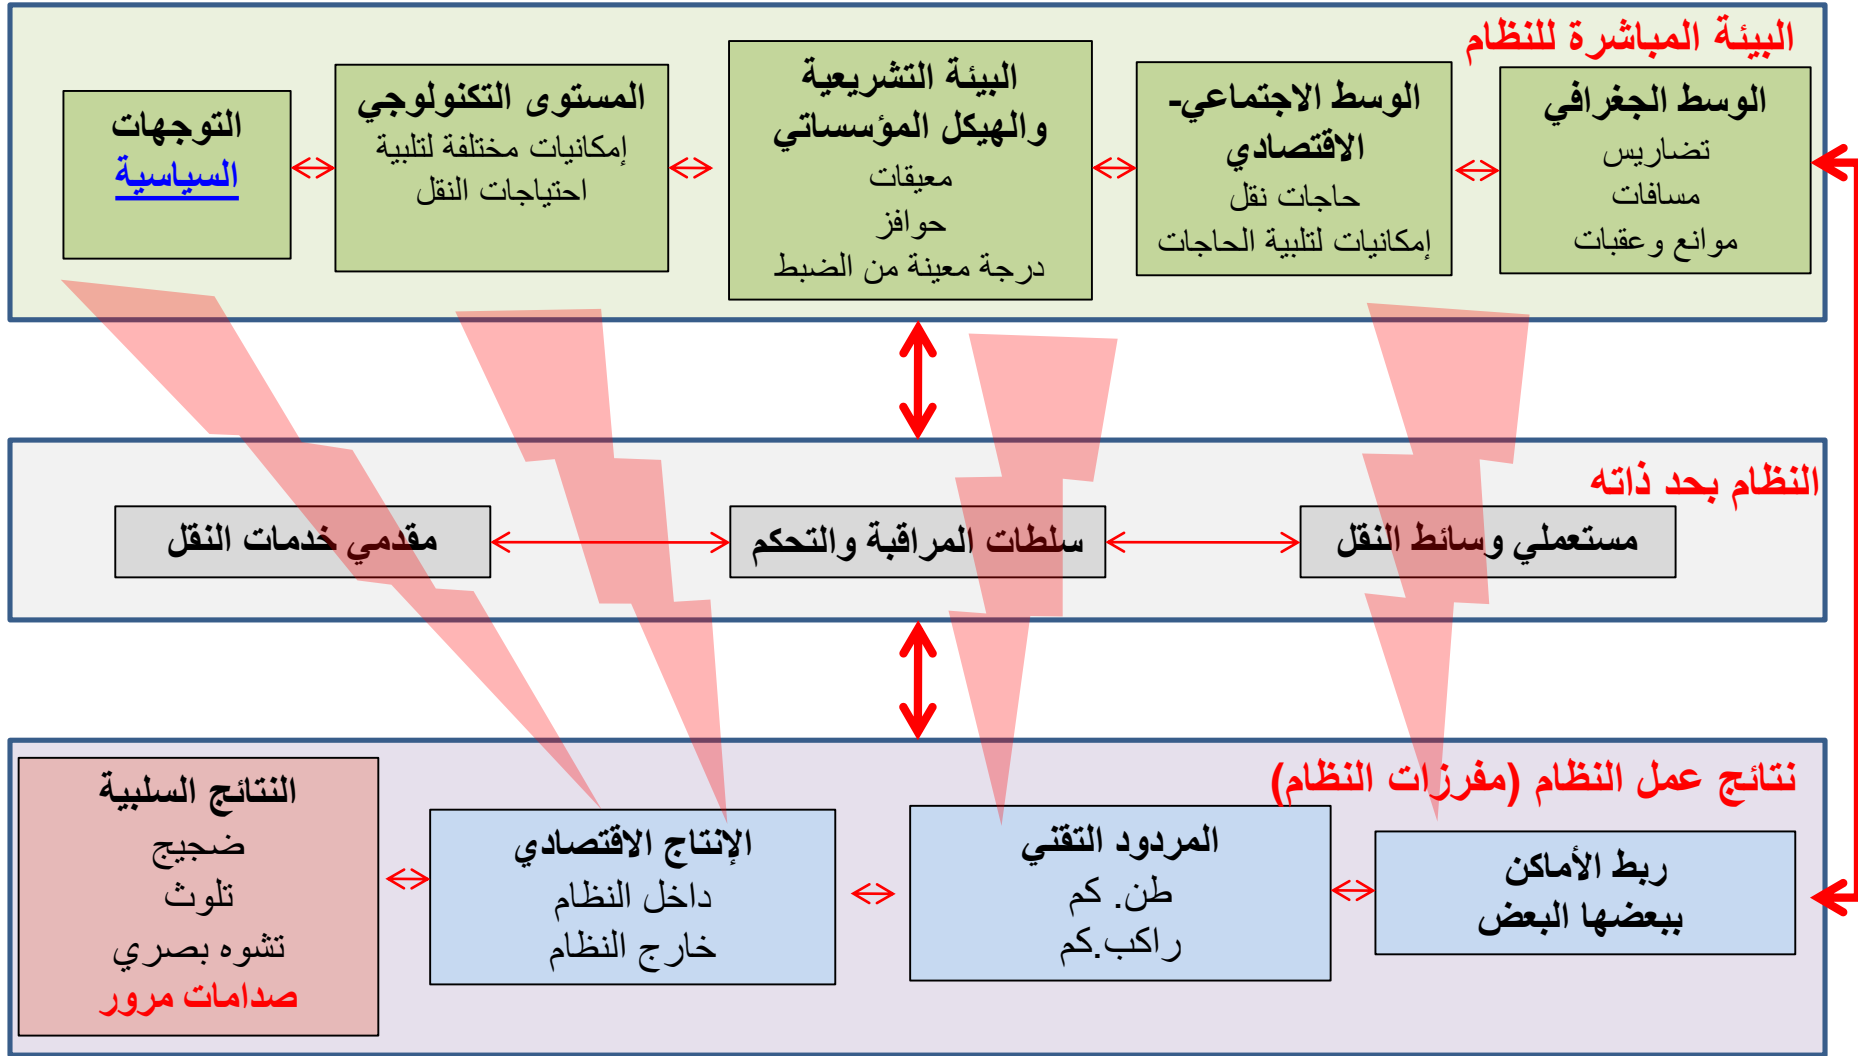 البيئة المباشرة للنظام
الوسط الجغرافي
تضاريس
مسافات
موانع وعقبات
الوسط الاجتماعي-
الاقتصادي
حاجات نقل
إمكانيات لتلبية الحاجات
البيئة التشريعية
والهيكل المؤسساتي
معيقات
حوافز
درجة معينة من الضبط
المستوى التكنولوجي
إمكانيات مختلفة لتلبية
احتياجات النقل
التوجهات
السياسية
النظام بحد ذاته
مستعملي وسائط النقل
سلطات المراقبة والتحكم
مقدمي خدمات النقل
نتائج عمل النظام (مفرزات النظام)
ربط الأماكن
ببعضها البعض
المردود التقني
طن. كم
راكب.كم
الإنتاج الاقتصادي
داخل النظام
خارج النظام
النتائج السلبية
ضجيج
تلوث
تشوه بصري
صدامات مرور